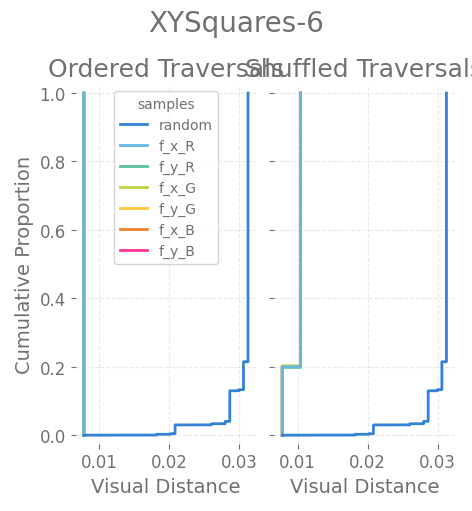 XYSquares-6
Ordered Traversals
Shuffled Traversals
samples
random
f_x_R
f_y_R
f_x_G
f_y_G
f_x_B
f_y_B
Cumulative Proportion
1.0
0.8
0.6
0.4
0.2
0.0
0.01 0.02 0.03
0.01 0.02 0.03
Visual Distance
Visual Distance